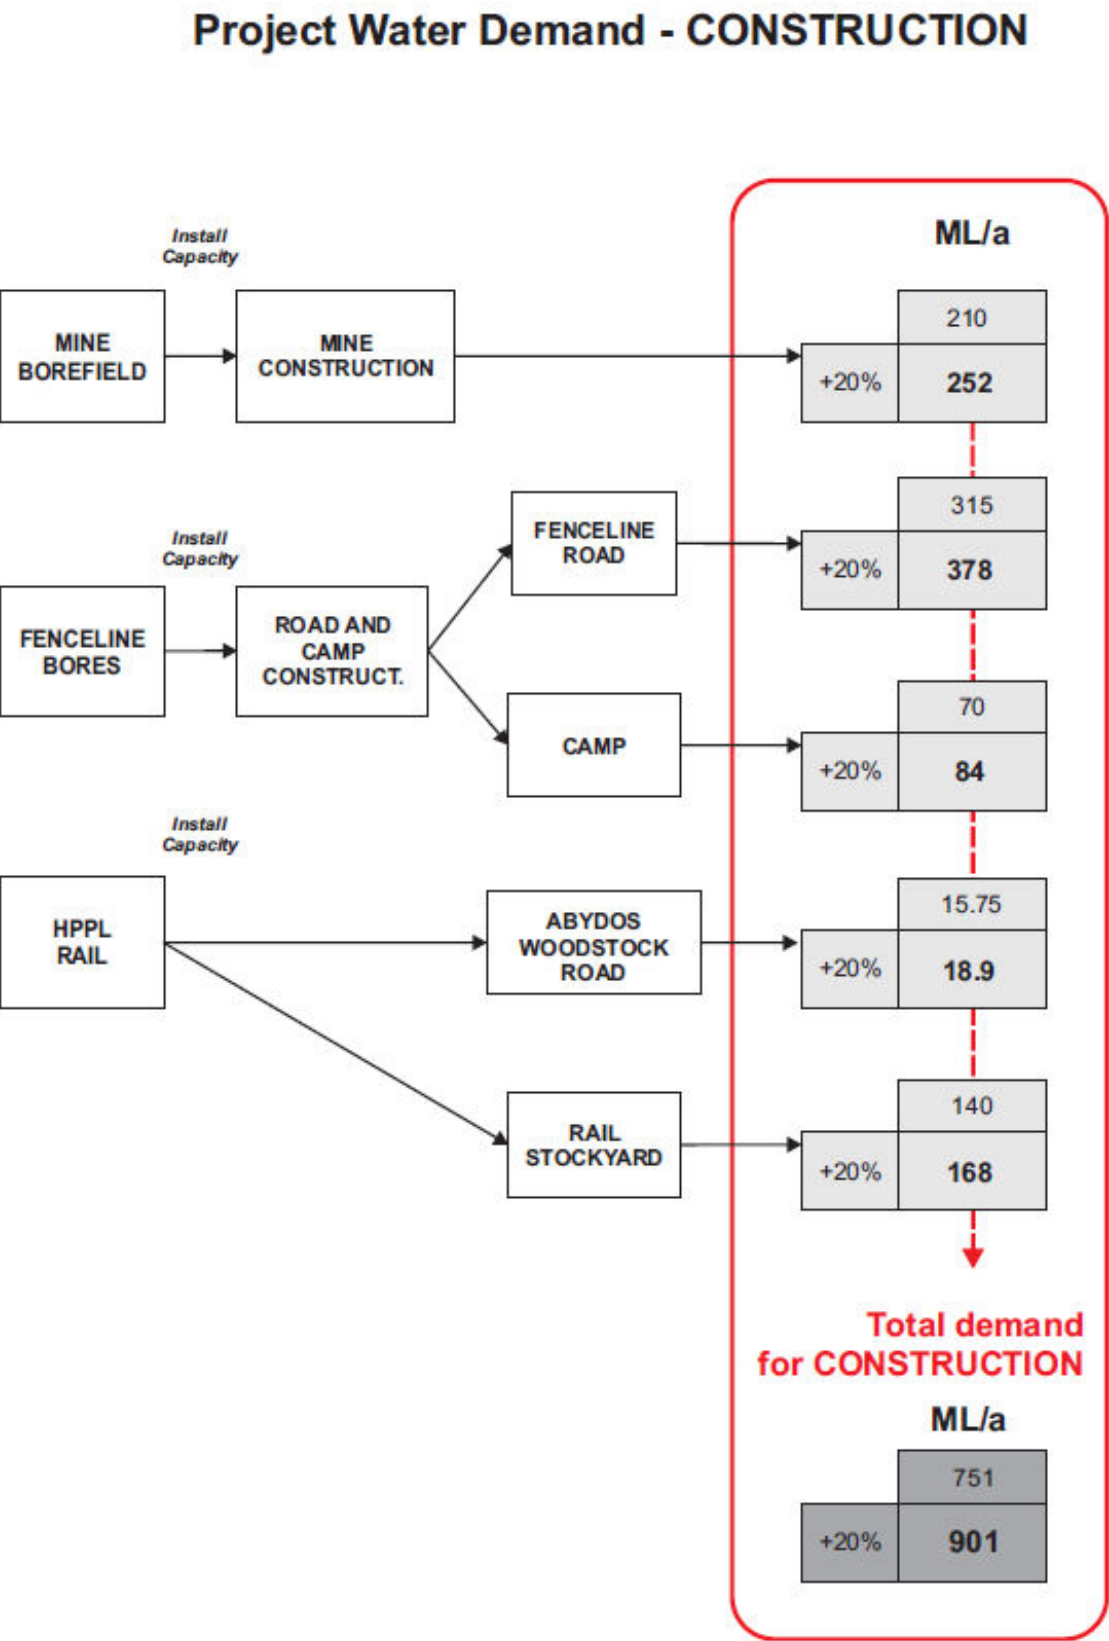 Project Water Demand - CONSTRUCTION
ML/a
Install
Capacity
MINE
BOREFIELD
MINE
CONSTRUCTION
210
+20%
252
Install
Capacity
FENCELINE
BORES
ROAD AND
CAMP
CONSTRUCT.
FENCELINE
ROAD
315
+20%
378
CAMP
70
+20%
84
Install
Capacity
HPPL
RAIL
ABYDOS
WOODSTOCK
ROAD
15.75
+20%
18.9
RAIL
STOCKYARD
140
+20%
168
Total demand
for CONSTRUCTION
ML/a
751
+20%
901